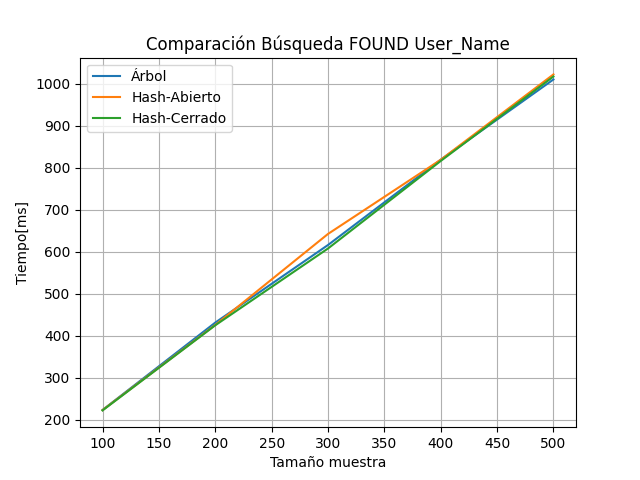 Comparación Búsqueda FOUND User_Name
Árbol
Hash-Abierto
Hash-Cerrado
Tiempo[ms]
1000
900
800
700
600
500
400
300
200
100 150 200 250 300 350 400 450 500
Tamaño muestra